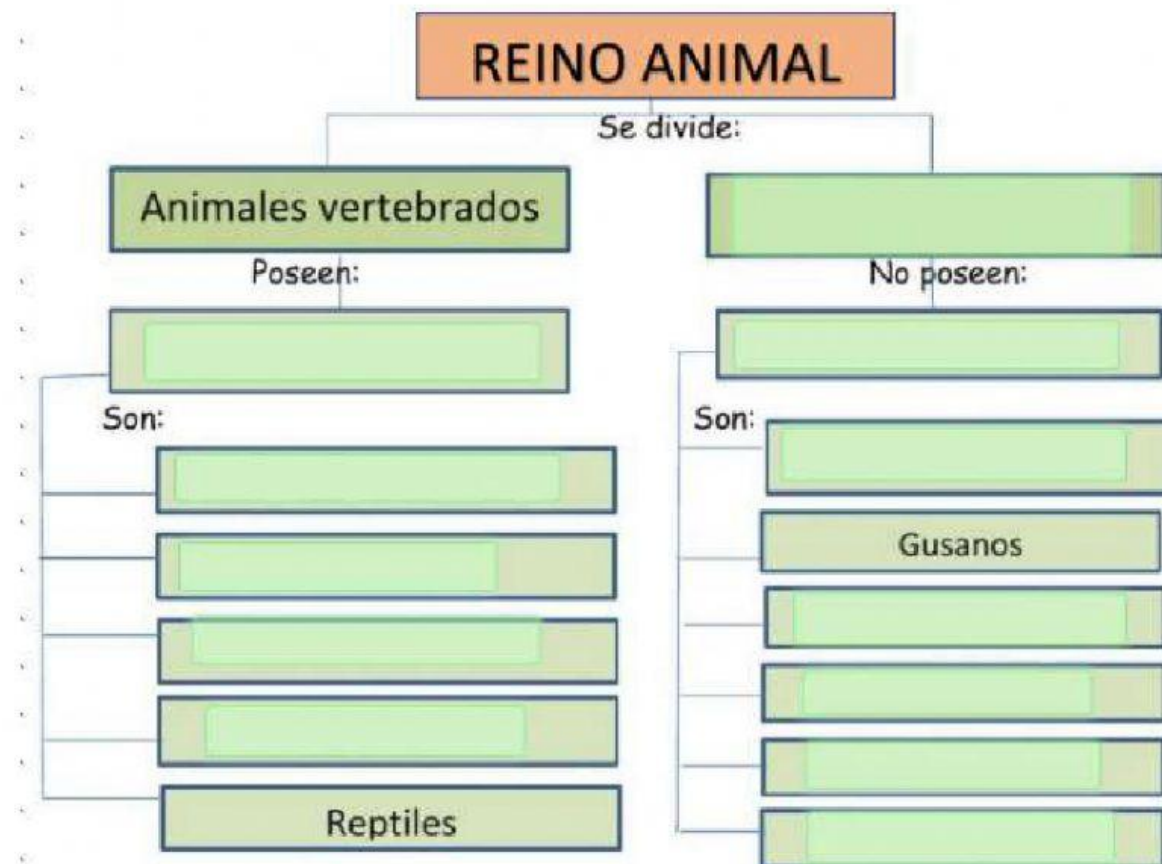 REINO ANIMAL
Se divide:
Animales vertebrados
Poseen:
No poseen:
Son:
Son:
Gusanos
Reptiles